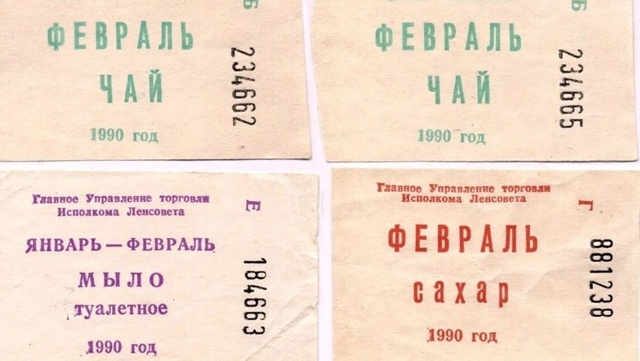 Б
ФЕВРАЛЬ
ЧАЙ
1990 год
234662
Б
ФЕВРАЛЬ
ЧАЙ
1990 год
234665
Главное Управление торговли
Исполкома Ленсовета
Е
ЯНВАРЬ — ФЕВРАЛЬ
МЫЛО
туалетное
1990 год
184663
Главное Управление торговли
Исполкома Ленсовета
Г
ФЕВРАЛЬ
сахар
1990 год
881238